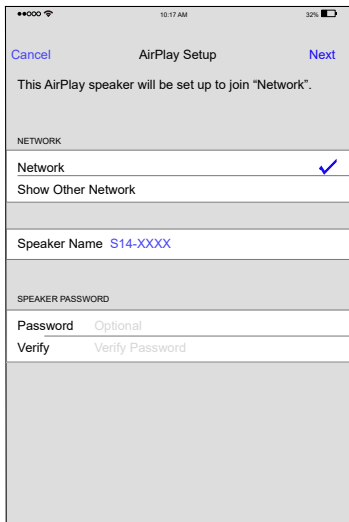 10:17 AM
32%
Cancel AirPlay Setup Next
This AirPlay speaker will be set up to join “Network”.
NETWORK
Network
Show Other Network
Speaker Name S14-XXXX
SPEAKER PASSWORD
Password Optional
Verify Verify Password